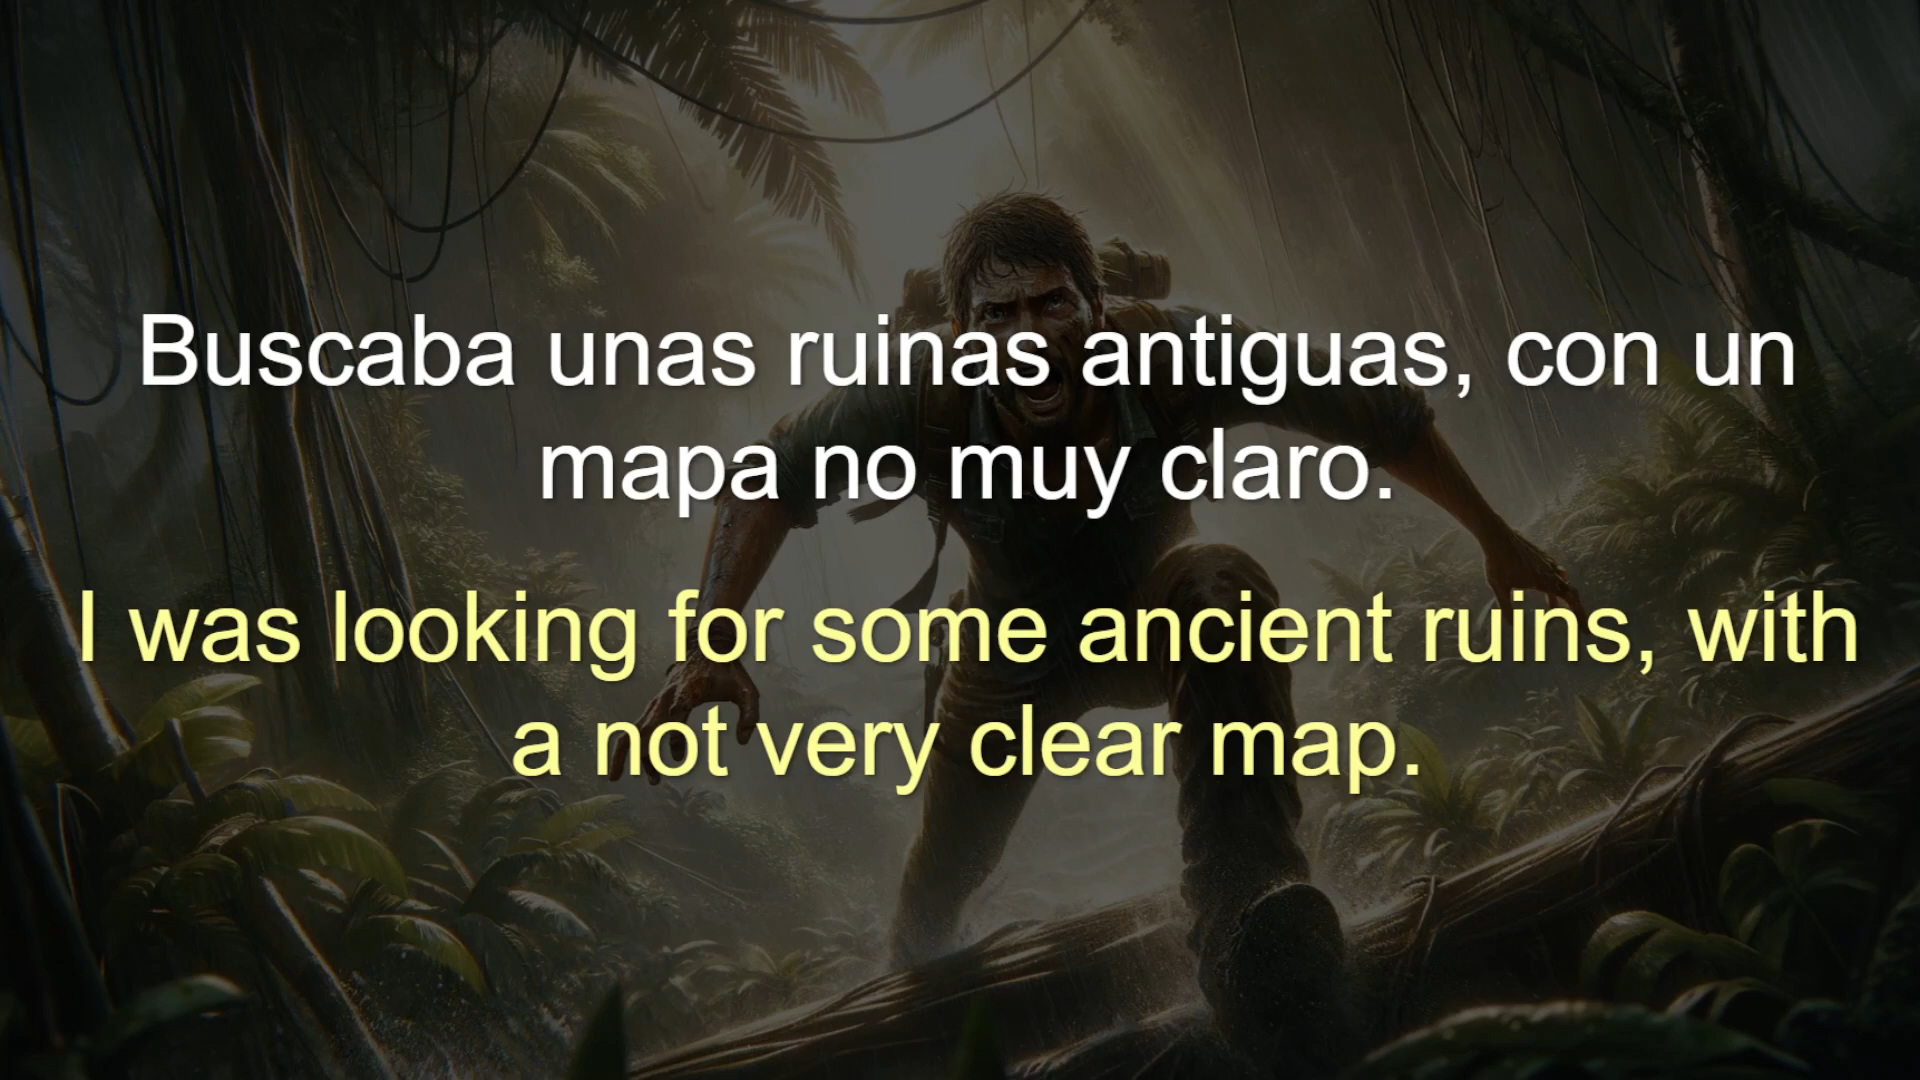 Buscaba unas ruinas antiguas, con un
mapa no muy claro.
I was looking for some ancient ruins, with
a not very clear map.